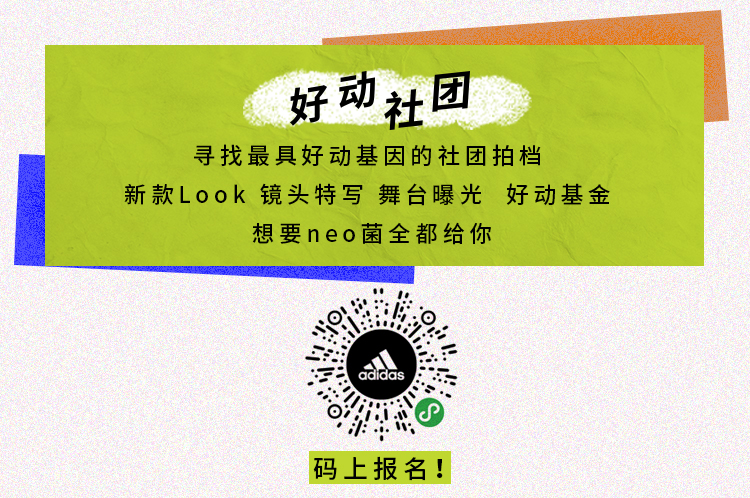 好动社团
寻找最具好动基因的社团拍档
新款Look 镜头特写 舞台曝光 好动基金
想要neo菌全都给你
adidas
码上报名！